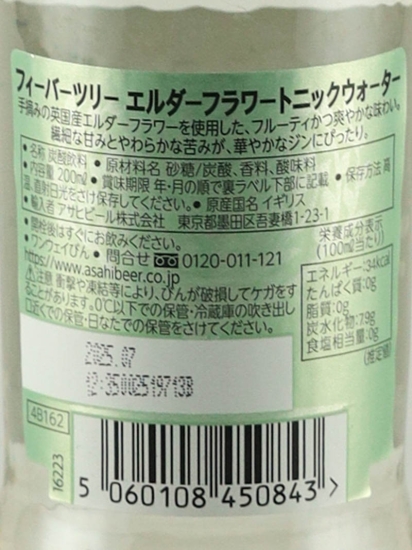 フィーバーツリー エルダーフラワートニックウォーター
手摘みの英国産エルダーフラワーを使用した、フルーティかつ爽やかな味わい。
繊細な甘みとやわらかな苦みが、華やかなジンにぴったり。
●名称 炭酸飲料 ●原材料名 砂糖/炭酸、香料、酸味料
●内容量 200ml ●賞味期限 年・月の順で裏ラベル下部に記載 ●保存方法 高
温、直射日光をさけ保存してください。●原産国名 イギリス
●輸入者 アサヒビール株式会社 東京都墨田区吾妻橋1-23-1
●開栓後はすぐにお飲みください。
●ワンウェイびん ●問合せ 0120-011-121
https://www.asahibeer.co.jp
⚠注意 衝撃や凍結等により、びんが破損してケガをす
ることがあります。0℃以下での保管・冷蔵庫の吹き出し
口近くでの保管・日なたでの保管をさけてください。
栄養成分表示
(100ml当たり)
エネルギー:34kcal
たんぱく質:0g
脂質:0g
炭水化物:7.9g
食塩相当量:0g
(推定値)
2025.07
12:35
4B162
16223
5 060108 450843 >